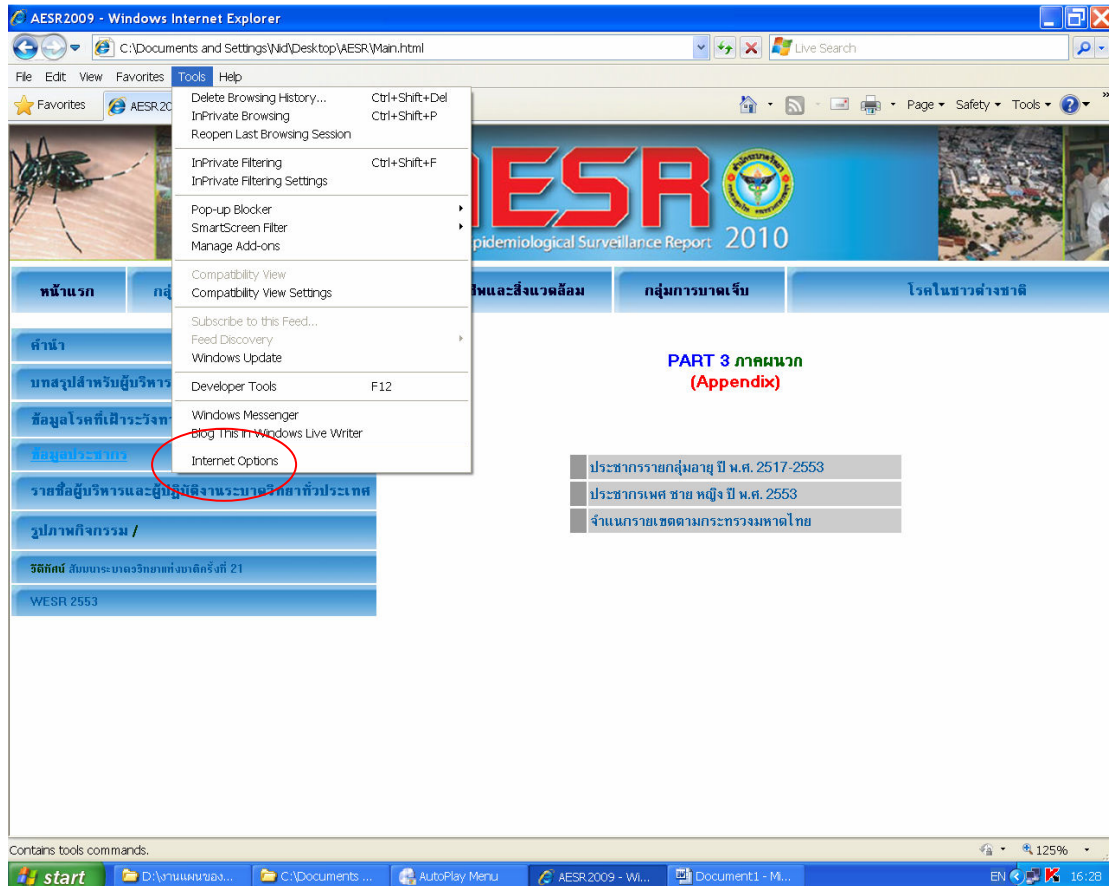 AESR2009 - Windows Internet Explorer
C:\Documents and Settings\Nid\Desktop\AESR\Main.html
Live Search
File Edit View Favorites Tools Help
Favorites
Page Safety Tools
Delete Browsing History... Ctrl+Shift+Del
InPrivate Browsing Ctrl+Shift+P
Reopen Last Browsing Session
InPrivate Filtering Ctrl+Shift+F
InPrivate Filtering Settings
Pop-up Blocker
SmartScreen Filter
Manage Add-ons
Compatibility View
Compatibility View Settings
Subscribe to this Feed...
Feed Discovery
Windows Update
Developer Tools F12
Windows Messenger
Blog This in Windows Live Writer
Internet Options
AESR
pidemiological Surveillance Report 2010
หน้าแรก
กลุ่มการบาดเจ็บ
โรคในชาวต่างชาติ
คำนำ
บทสรุปสำหรับผู้บริหาร
ข้อมูลโรคที่เฝ้าระวังทา
ข้อมูลประชากร
รายชื่อผู้บริหารและผู้ปฏิบัติงานระบาดวิทยาทั่วประเทศ
รูปภาพกิจกรรม /
วีดิทัศน์ สัมมนาระบาดวิทยาแห่งชาติครั้งที่ 21
WESR 2553
PART 3 ภาคผนวก
(Appendix)
ประชากรรายกลุ่มอายุ ปี พ.ศ. 2517-2553
ประชากรเพศ ชาย หญิง ปี พ.ศ. 2553
จำแนกรายเขตตามกระทรวงมหาดไทย
Contains tools commands.
125%
start
D:\งานแผนของ...
C:\Documents ...
AutoPlay Menu
AESR2009 - Wi...
Document1 - Mi...
EN
16:28